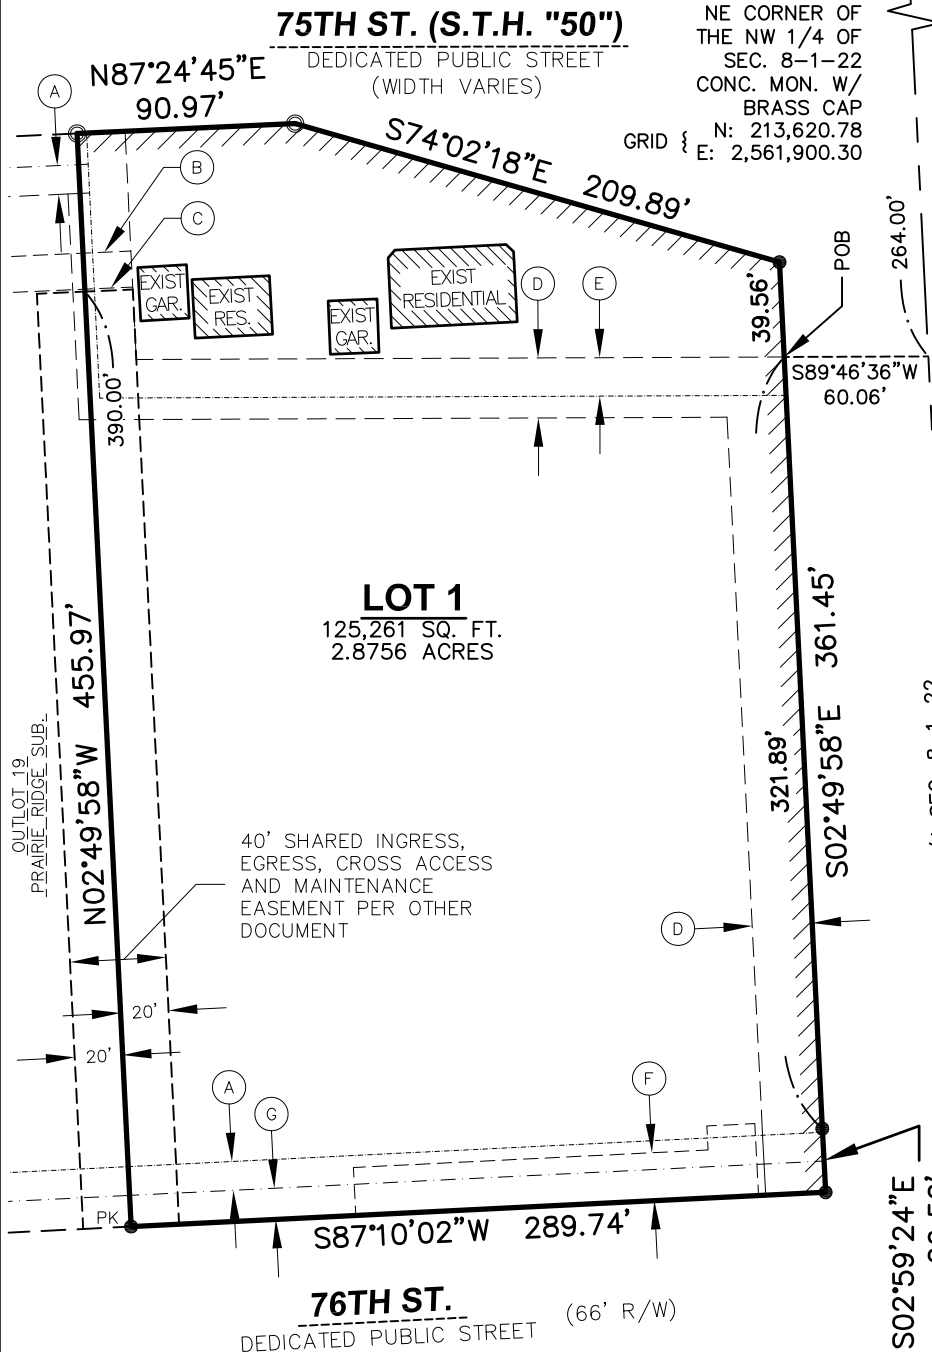 75TH ST. (S.T.H. "50")
DEDICATED PUBLIC STREET
(WIDTH VARIES)
NE CORNER OF
THE NW 1/4 OF
SEC. 8-1-22
CONC. MON. W/
BRASS CAP
GRID { N: 213,620.78
E: 2,561,900.30
N87°24'45"E
90.97'
A
S74°02'18"E 209.89'
B
C
264.00'
POB
39.56'
S89°46'36"W
60.06'
EXIST
GAR.
EXIST
RES.
EXIST
GAR.
EXIST
RESIDENTIAL
D
E
390.00'
LOT 1
125,261 SQ. FT.
2.8756 ACRES
N02°49'58"W 455.97'
OUTLOT 19
PRAIRIE RIDGE SUB.
S02°49'58"E 361.45'
321.89'
40' SHARED INGRESS,
EGRESS, CROSS ACCESS
AND MAINTENANCE
EASEMENT PER OTHER
DOCUMENT
D
20'
20'
A
G
F
PK
S87°10'02"W 289.74'
S02°59'24"E
76TH ST.
(66' R/W)
DEDICATED PUBLIC STREET